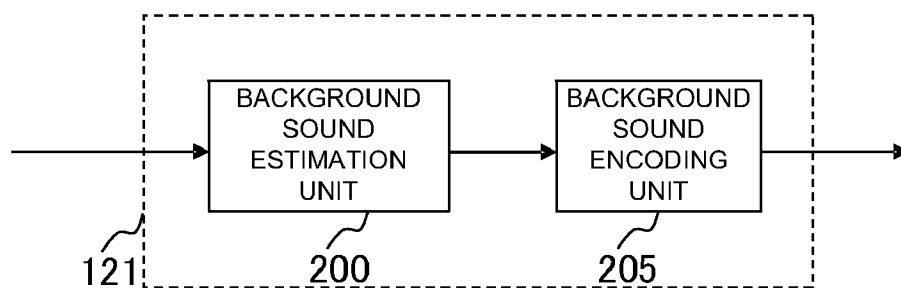 BACKGROUND
SOUND
ESTIMATION
UNIT
BACKGROUND
SOUND
ENCODING
UNIT
121
200
205